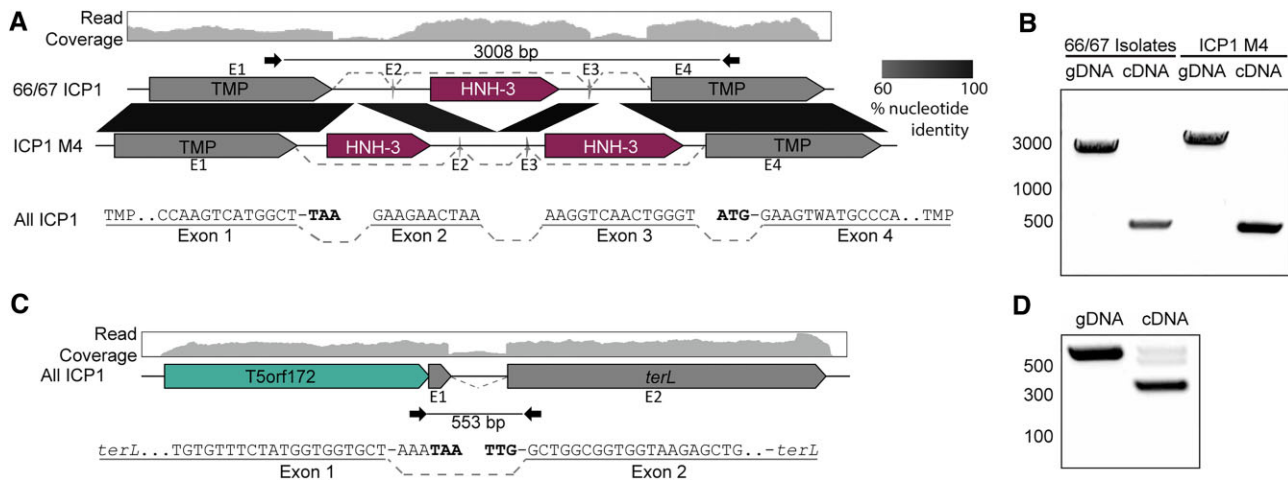 A
Read
Coverage
3008 bp
E1 E2 E3 E4
66/67 ICP1 TMP HNH-3 TMP
60 100
% nucleotide
identity
ICP1 M4 TMP HNH-3 HNH-3 TMP
E1 E2 E3 E4
All ICP1 TMP..CCAAGTCATGGCT-TAA GAAGAACTAA AAGGTCAACTGGGT ATG-GAAGTWATGCCCA..TMP
Exon 1 Exon 2 Exon 3 Exon 4
B
66/67 Isolates ICP1 M4
gDNA cDNA gDNA cDNA
3000
1000
500
C
Read
Coverage
All ICP1 T5orf172 terL
E1 E2
553 bp
terL...TGTGTTTCTATGGTGGTGCT-AAATAA TTG-GCTGGCGGTGGTAAGAGCTG..-terL
Exon 1 Exon 2
D
gDNA cDNA
500
300
100